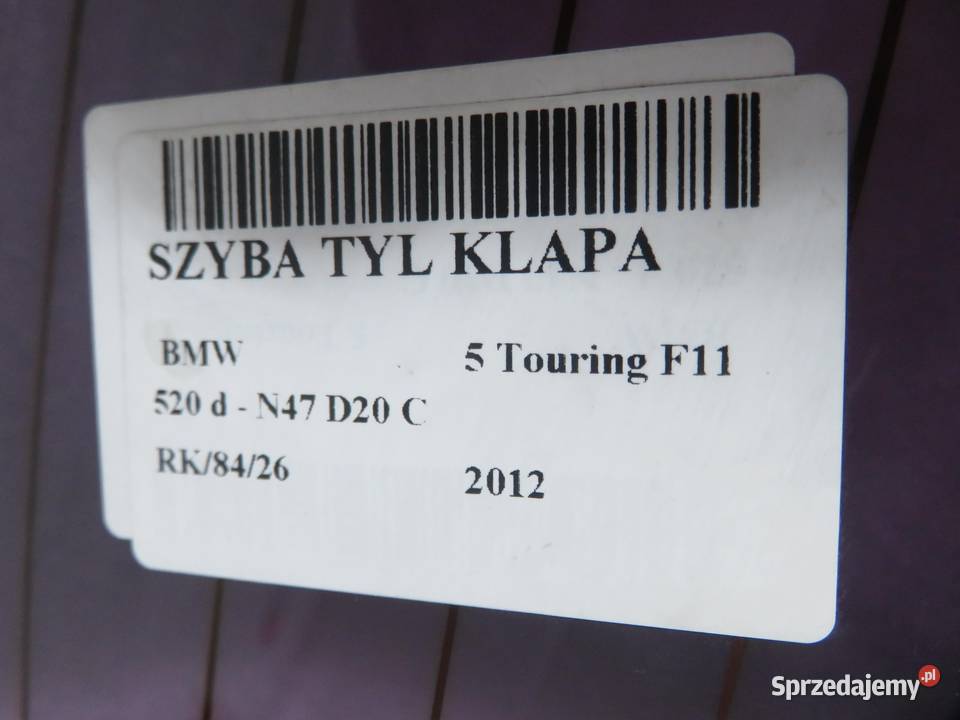 SZYBA TYL KLAPA
BMW 5 Touring F11
520 d - N47 D20 C
RK/84/26 2012
Sprzedajemy.pl